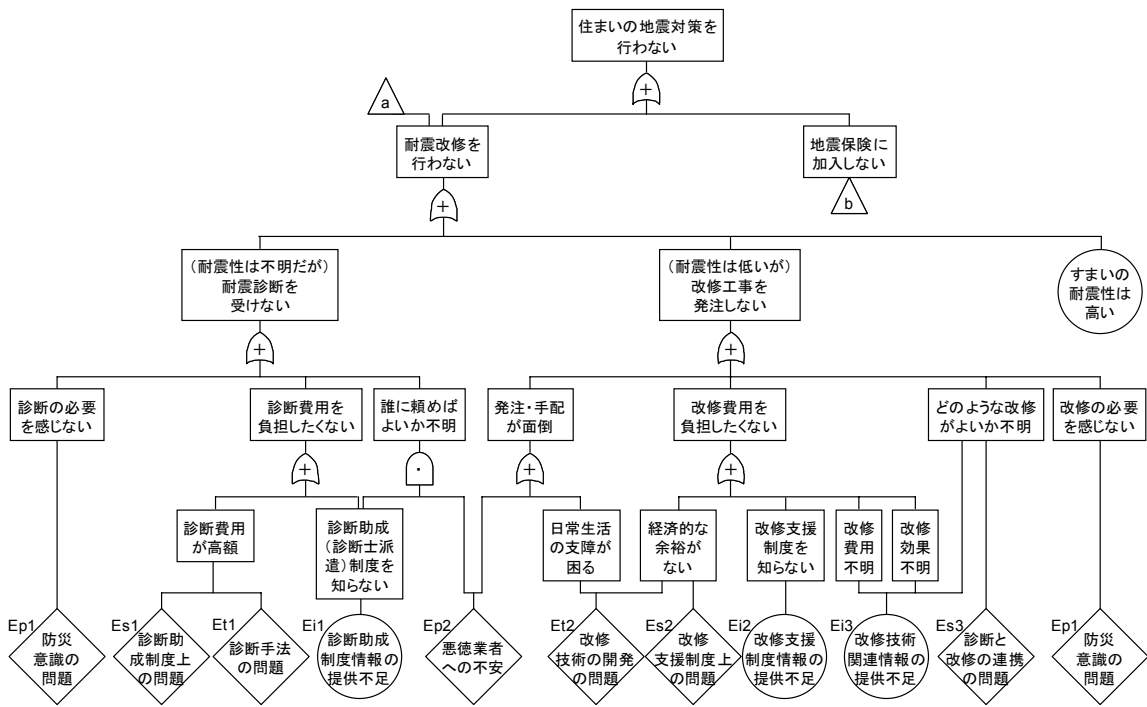 住まいの地震対策を
行わない
+
a
耐震改修を
行わない
地震保険に
加入しない
+
b
（耐震性は不明だが）
耐震診断を
受けない
（耐震性は低いが）
改修工事を
発注しない
すまいの
耐震性は
高い
+
+
診断の必要
を感じない
診断費用を
負担したくない
誰に頼めば
よいか不明
発注・手配
が面倒
改修費用を
負担したくない
どのような改修
がよいか不明
改修の必要
を感じない
+
・
+
+
診断費用
が高額
診断助成
（診断士派
遣）制度を
知らない
日常生活
の支障が
困る
経済的な
余裕が
ない
改修支援
制度を
知らない
改修
費用
不明
改修
効果
不明
Ep1
防災
意識の
問題
Es1
診断助
成制度上
の問題
Et1
診断手法
の問題
Ei1
診断助成
制度情報の
提供不足
Ep2
悪徳業者
への不安
Et2
改修
技術の開発
の問題
Es2
改修
支援制度上
の問題
Ei2
改修支援
制度情報の
提供不足
Ei3
改修技術
関連情報の
提供不足
Es3
診断と
改修の連携
の問題
Ep1
防災
意識の
問題